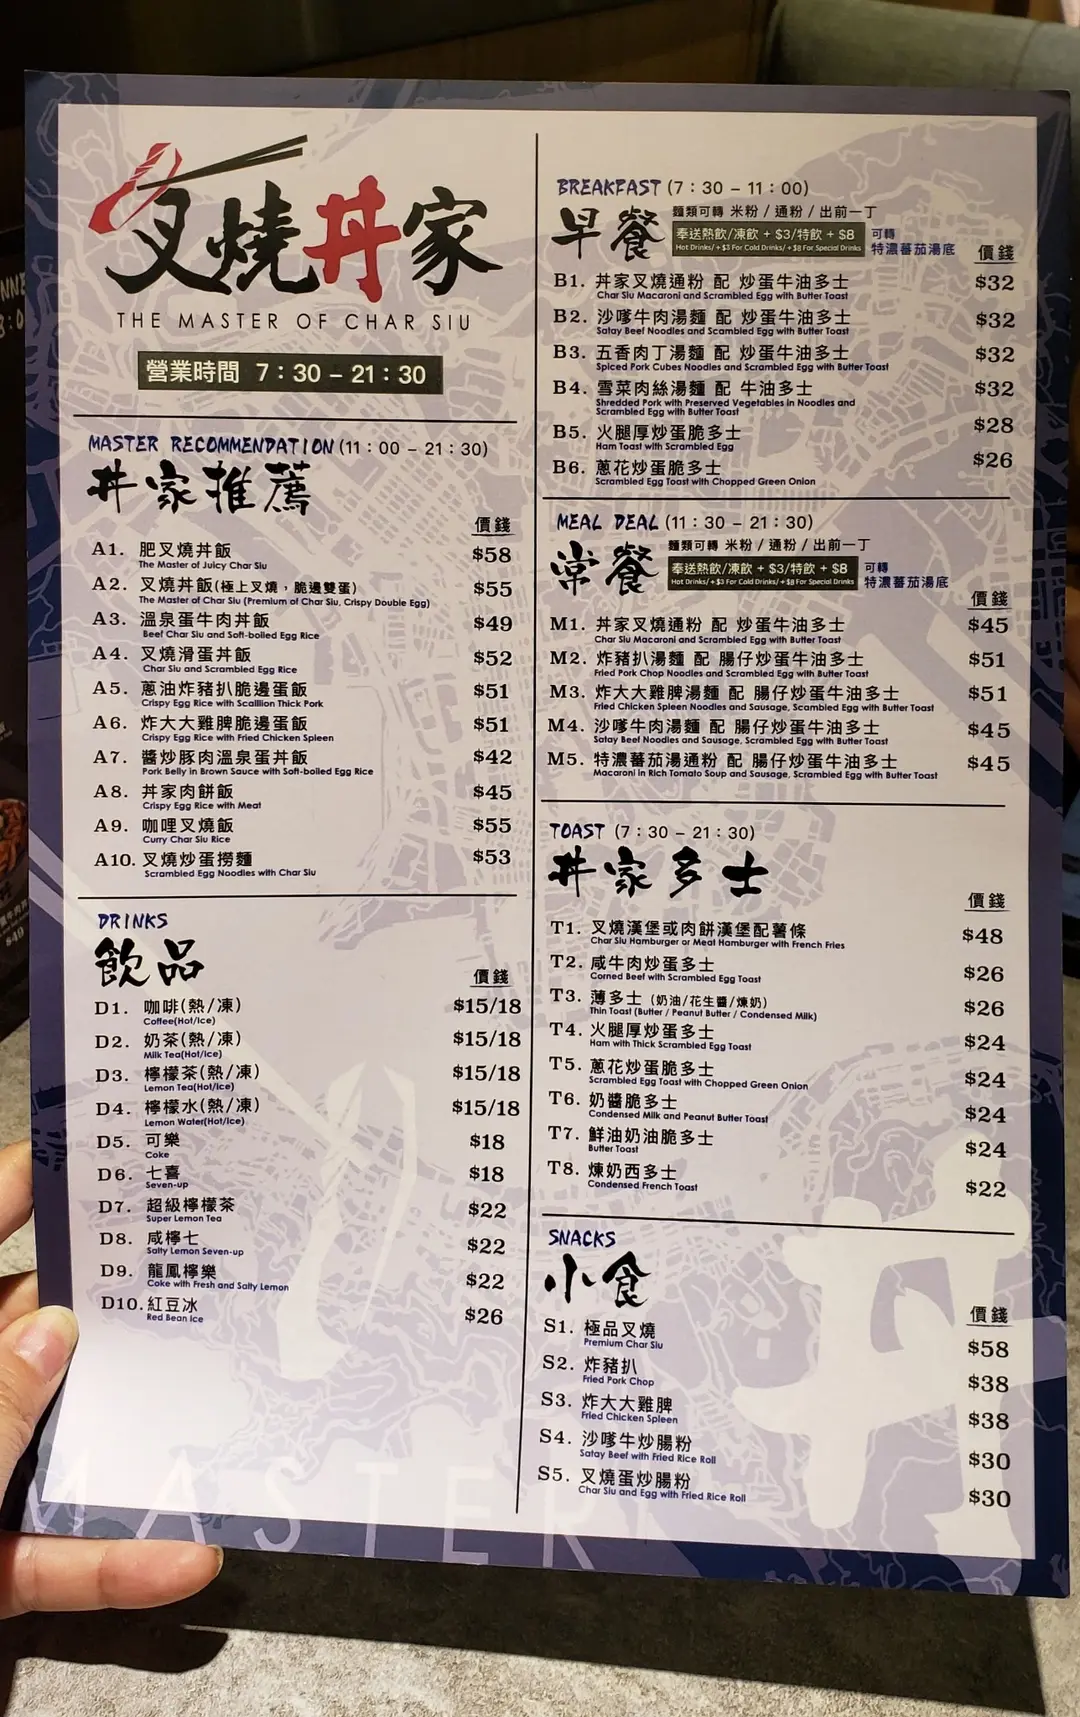 叉燒丼家
THE MASTER OF CHAR SIU
營業時間 7：30 – 21：30
MASTER RECOMMENDATION (11：00 – 21：30)
丼家推薦
價錢
A1. 肥叉燒丼飯 $58
The Master of Juicy Char Siu
A2. 叉燒丼飯(極上叉燒，脆邊雙蛋) $55
The Master of Char Siu (Premium of Char Siu, Crispy Double Egg)
A3. 溫泉蛋牛肉丼飯 $49
Beef Char Siu and Soft-boiled Egg Rice
A4. 叉燒滑蛋丼飯 $52
Char Siu and Scrambled Egg Rice
A5. 蔥油炸豬扒脆邊蛋飯 $51
Crispy Egg Rice with Scalllion Thick Pork
A6. 炸大大雞脾脆邊蛋飯 $51
Crispy Egg Rice with Fried Chicken Spleen
A7. 醬炒豚肉溫泉蛋丼飯 $42
Pork Belly in Brown Sauce with Soft-boiled Egg Rice
A8. 丼家肉餅飯 $45
Crispy Egg Rice with Meat
A9. 咖哩叉燒飯 $55
Curry Char Siu Rice
A10. 叉燒炒蛋撈麵 $53
Scrambled Egg Noodles with Char Siu
DRINKS
飲品
價錢
D1. 咖啡(熱/凍) $15/18
Coffee(Hot/Ice)
D2. 奶茶(熱/凍) $15/18
Milk Tea(Hot/Ice)
D3. 檸檬茶(熱/凍) $15/18
Lemon Tea(Hot/Ice)
D4. 檸檬水(熱/凍) $15/18
Lemon Water(Hot/Ice)
D5. 可樂 $18
Coke
D6. 七喜 $18
Seven-up
D7. 超級檸檬茶 $22
Super Lemon Tea
D8. 咸檸七 $22
Salty Lemon Seven-up
D9. 龍鳳檸樂 $22
Coke with Fresh and Salty Lemon
D10. 紅豆冰 $26
Red Bean Ice
BREAKFAST (7：30 – 11：00)
早餐
麵類可轉 米粉 / 通粉 / 出前一丁
奉送熱飲/凍飲 + $3/特飲 + $8
Hot Drinks/+$3 For Cold Drinks/+$8 For Special Drinks
可轉
特濃蕃茄湯底
價錢
B1. 丼家叉燒通粉 配 炒蛋牛油多士 $32
Char Siu Macaroni and Scrambled Egg with Butter Toast
B2. 沙嗲牛肉湯麵 配 炒蛋牛油多士 $32
Satay Beef Noodles and Scambled Egg with Butter Toast
B3. 五香肉丁湯麵 配 炒蛋牛油多士 $32
Spiced Pork Cubes Noodles and Scrambled Egg with Butter Toast
B4. 雪菜肉絲湯麵 配 牛油多士 $32
Shredded Pork with Preserved Vegetables in Noodles and
Scrambled Egg with Butter Toast
B5. 火腿厚炒蛋脆多士 $28
Ham Toast with Scrambled Egg
B6. 蔥花炒蛋脆多士 $26
Scrambled Egg Toast with Chopped Green Onion
MEAL DEAL (11：30 – 21：30)
常餐
麵類可轉 米粉 / 通粉 / 出前一丁
奉送熱飲/凍飲 + $3/特飲 + $8
Hot Drinks/+$3 For Cold Drinks/+$8 For Special Drinks
可轉
特濃蕃茄湯底
價錢
M1. 丼家叉燒通粉 配 炒蛋牛油多士 $45
Char Siu Macaroni and Scrambled Egg with Butter Toast
M2. 炸豬扒湯麵 配 腸仔炒蛋牛油多士 $51
Fried Pork Chop Noodles and Scrambled Egg with Butter Toast
M3. 炸大大雞脾湯麵 配 腸仔炒蛋牛油多士 $51
Fried Chicken Spleen Noodles and Sausage, Scambled Egg with Butter Toast
M4. 沙嗲牛肉湯麵 配 腸仔炒蛋牛油多士 $45
Satay Beef Noodles and Sausage, Scrambled Egg with Butter Toast
M5. 特濃蕃茄湯通粉 配 腸仔炒蛋牛油多士 $45
Macaroni in Rich Tomato Soup and Sausage, Scrambled Egg with Butter Toast
TOAST (7：30 – 21：30)
丼家多士
價錢
T1. 叉燒漢堡或肉餅漢堡配薯條 $48
Char Siu Hamburger or Meat Hamburger with French Fries
T2. 咸牛肉炒蛋多士 $26
Corned Beef with Scrambled Egg Toast
T3. 薄多士 (奶油/花生醬/煉奶) $26
Thin Toast (Butter / Peanut Butter / Condensed Milk)
T4. 火腿厚炒蛋多士 $24
Ham with Thick Scrambled Egg Toast
T5. 蔥花炒蛋脆多士 $24
Scrambled Egg Toast with Chopped Green Onion
T6. 奶醬脆多士 $24
Condensed Milk and Peanut Butter Toast
T7. 鮮油奶油脆多士 $24
Butter Toast
T8. 煉奶西多士 $22
Condensed French Toast
SNACKS
小食
價錢
S1. 極品叉燒 $58
Premium Char Siu
S2. 炸豬扒 $38
Fried Pork Chop
S3. 炸大大雞脾 $38
Fried Chicken Spleen
S4. 沙嗲牛炒腸粉 $30
Satay Beef with Fried Rice Roll
S5. 叉燒蛋炒腸粉 $30
Char Siu and Egg with Fried Rice Roll
MASTER